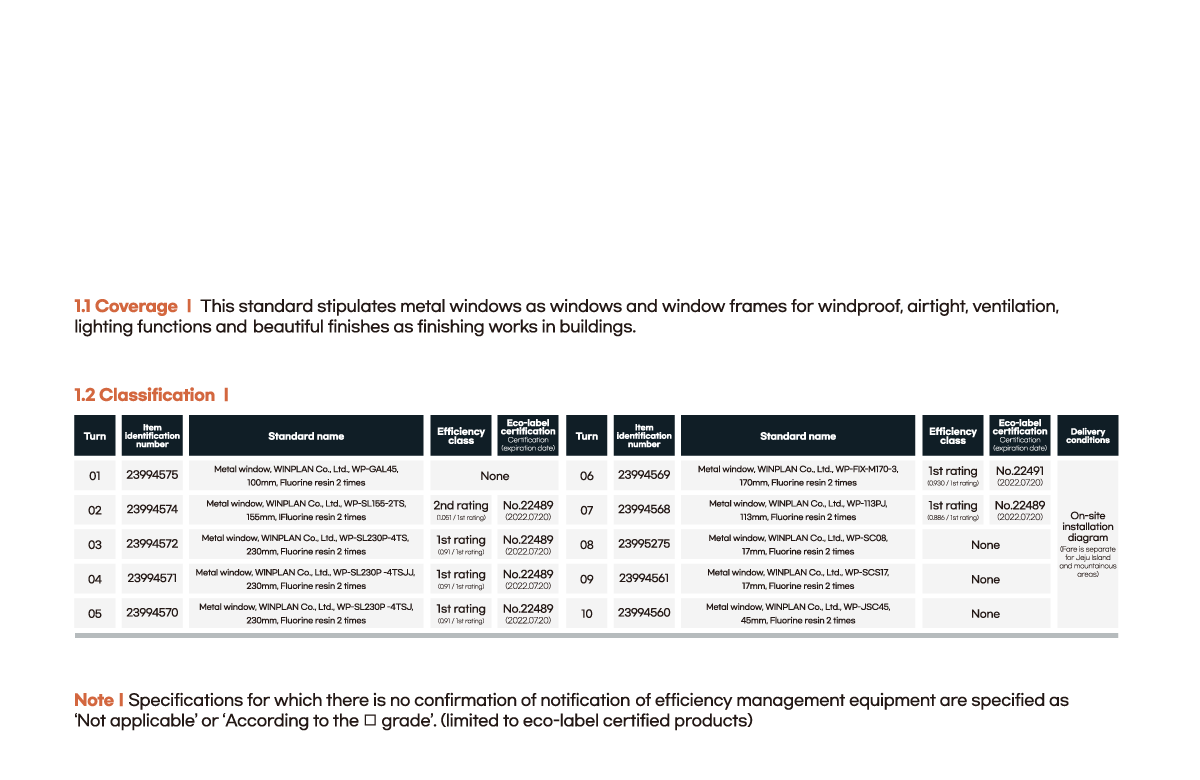 1.1 Coverage | This standard stipulates metal windows as windows and window frames for windproof, airtight, ventilation,
lighting functions and beautiful finishes as finishing works in buildings.
1.2 Classification |
Turn
Item
identification
number
Standard name
Efficiency
class
Eco-label
certification
Certification
(expiration date)
Turn
Item
identification
number
Standard name
Efficiency
class
Eco-label
certification
Certification
(expiration date)
Delivery
conditions
01
23994575
Metal window, WINPLAN Co., Ltd., WP-GAL45,
100mm, Fluorine resin 2 times
None
06
23994569
Metal window, WINPLAN Co., Ltd., WP-FIX-M170-3,
170mm, Fluorine resin 2 times
1st rating
(0.930 / 1st rating)
No.22491
(2022.07.20)
02
23994574
Metal window, WINPLAN Co., Ltd., WP-SL155-2TS,
155mm, lFluorine resin 2 times
2nd rating
(1.051 / 1st rating)
No.22489
(2022.07.20)
07
23994568
Metal window, WINPLAN Co., Ltd., WP-113PJ,
113mm, Fluorine resin 2 times
1st rating
(0.886 / 1st rating)
No.22489
(2022.07.20)
03
23994572
Metal window, WINPLAN Co., Ltd., WP-SL230P-4TS,
230mm, Fluorine resin 2 times
1st rating
(0.91 / 1st rating)
No.22489
(2022.07.20)
08
23995275
Metal window, WINPLAN Co., Ltd., WP-SC08,
17mm, Fluorine resin 2 times
None
04
23994571
Metal window, WINPLAN Co., Ltd., WP-SL230P -4TSJJ,
230mm, Fluorine resin 2 times
1st rating
(0.91 / 1st rating)
No.22489
(2022.07.20)
09
23994561
Metal window, WINPLAN Co., Ltd., WP-SCS17,
17mm, Fluorine resin 2 times
None
05
23994570
Metal window, WINPLAN Co., Ltd., WP-SL230P -4TSJ,
230mm, Fluorine resin 2 times
1st rating
(0.91 / 1st rating)
No.22489
(2022.07.20)
10
23994560
Metal window, WINPLAN Co., Ltd., WP-JSC45,
45mm, Fluorine resin 2 times
None
On-site
installation
diagram
(Fare is separate
for Jeju Island
and mountainous
areas)
Note | Specifications for which there is no confirmation of notification of efficiency management equipment are specified as
‘Not applicable’ or ‘According to the □ grade’. (limited to eco-label certified products)